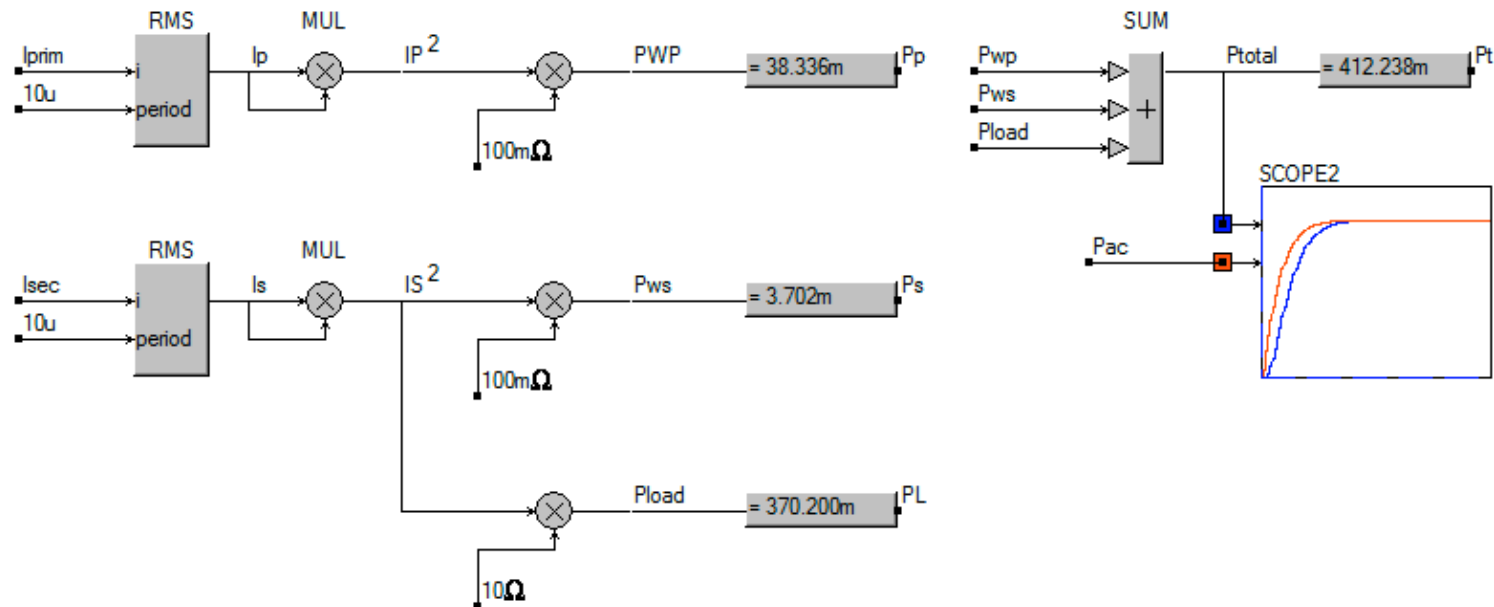 RMS MUL SUM
Iprim Ip IP 2 PWP = 38.336m Pp Pwp Ptotal = 412.238m Pt
i
10u Pws +
period
100mΩ Pload
SCOPE2
RMS MUL
Pac
Isec Is IS 2 Pws = 3.702m Ps
i
10u
period
100mΩ
Pload = 370.200m PL
10Ω